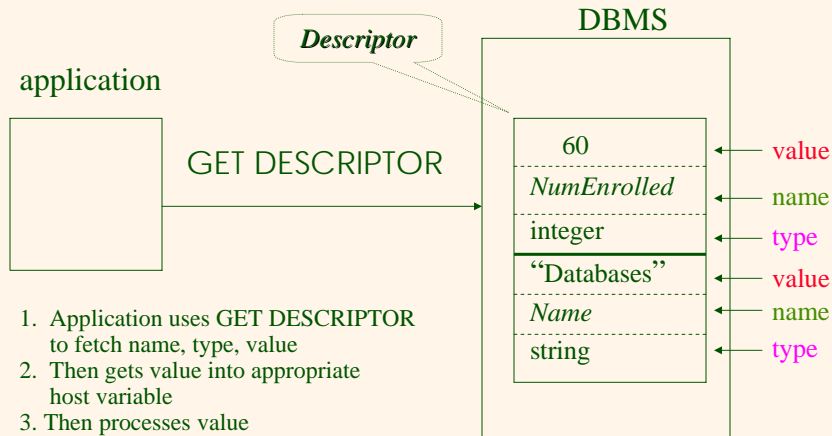 DBMS
Descriptor
application
GET DESCRIPTOR
60
value
NumEnrolled
name
integer
type
“Databases”
value
Name
name
string
type
1. Application uses GET DESCRIPTOR
to fetch name, type, value
2. Then gets value into appropriate
host variable
3. Then processes value